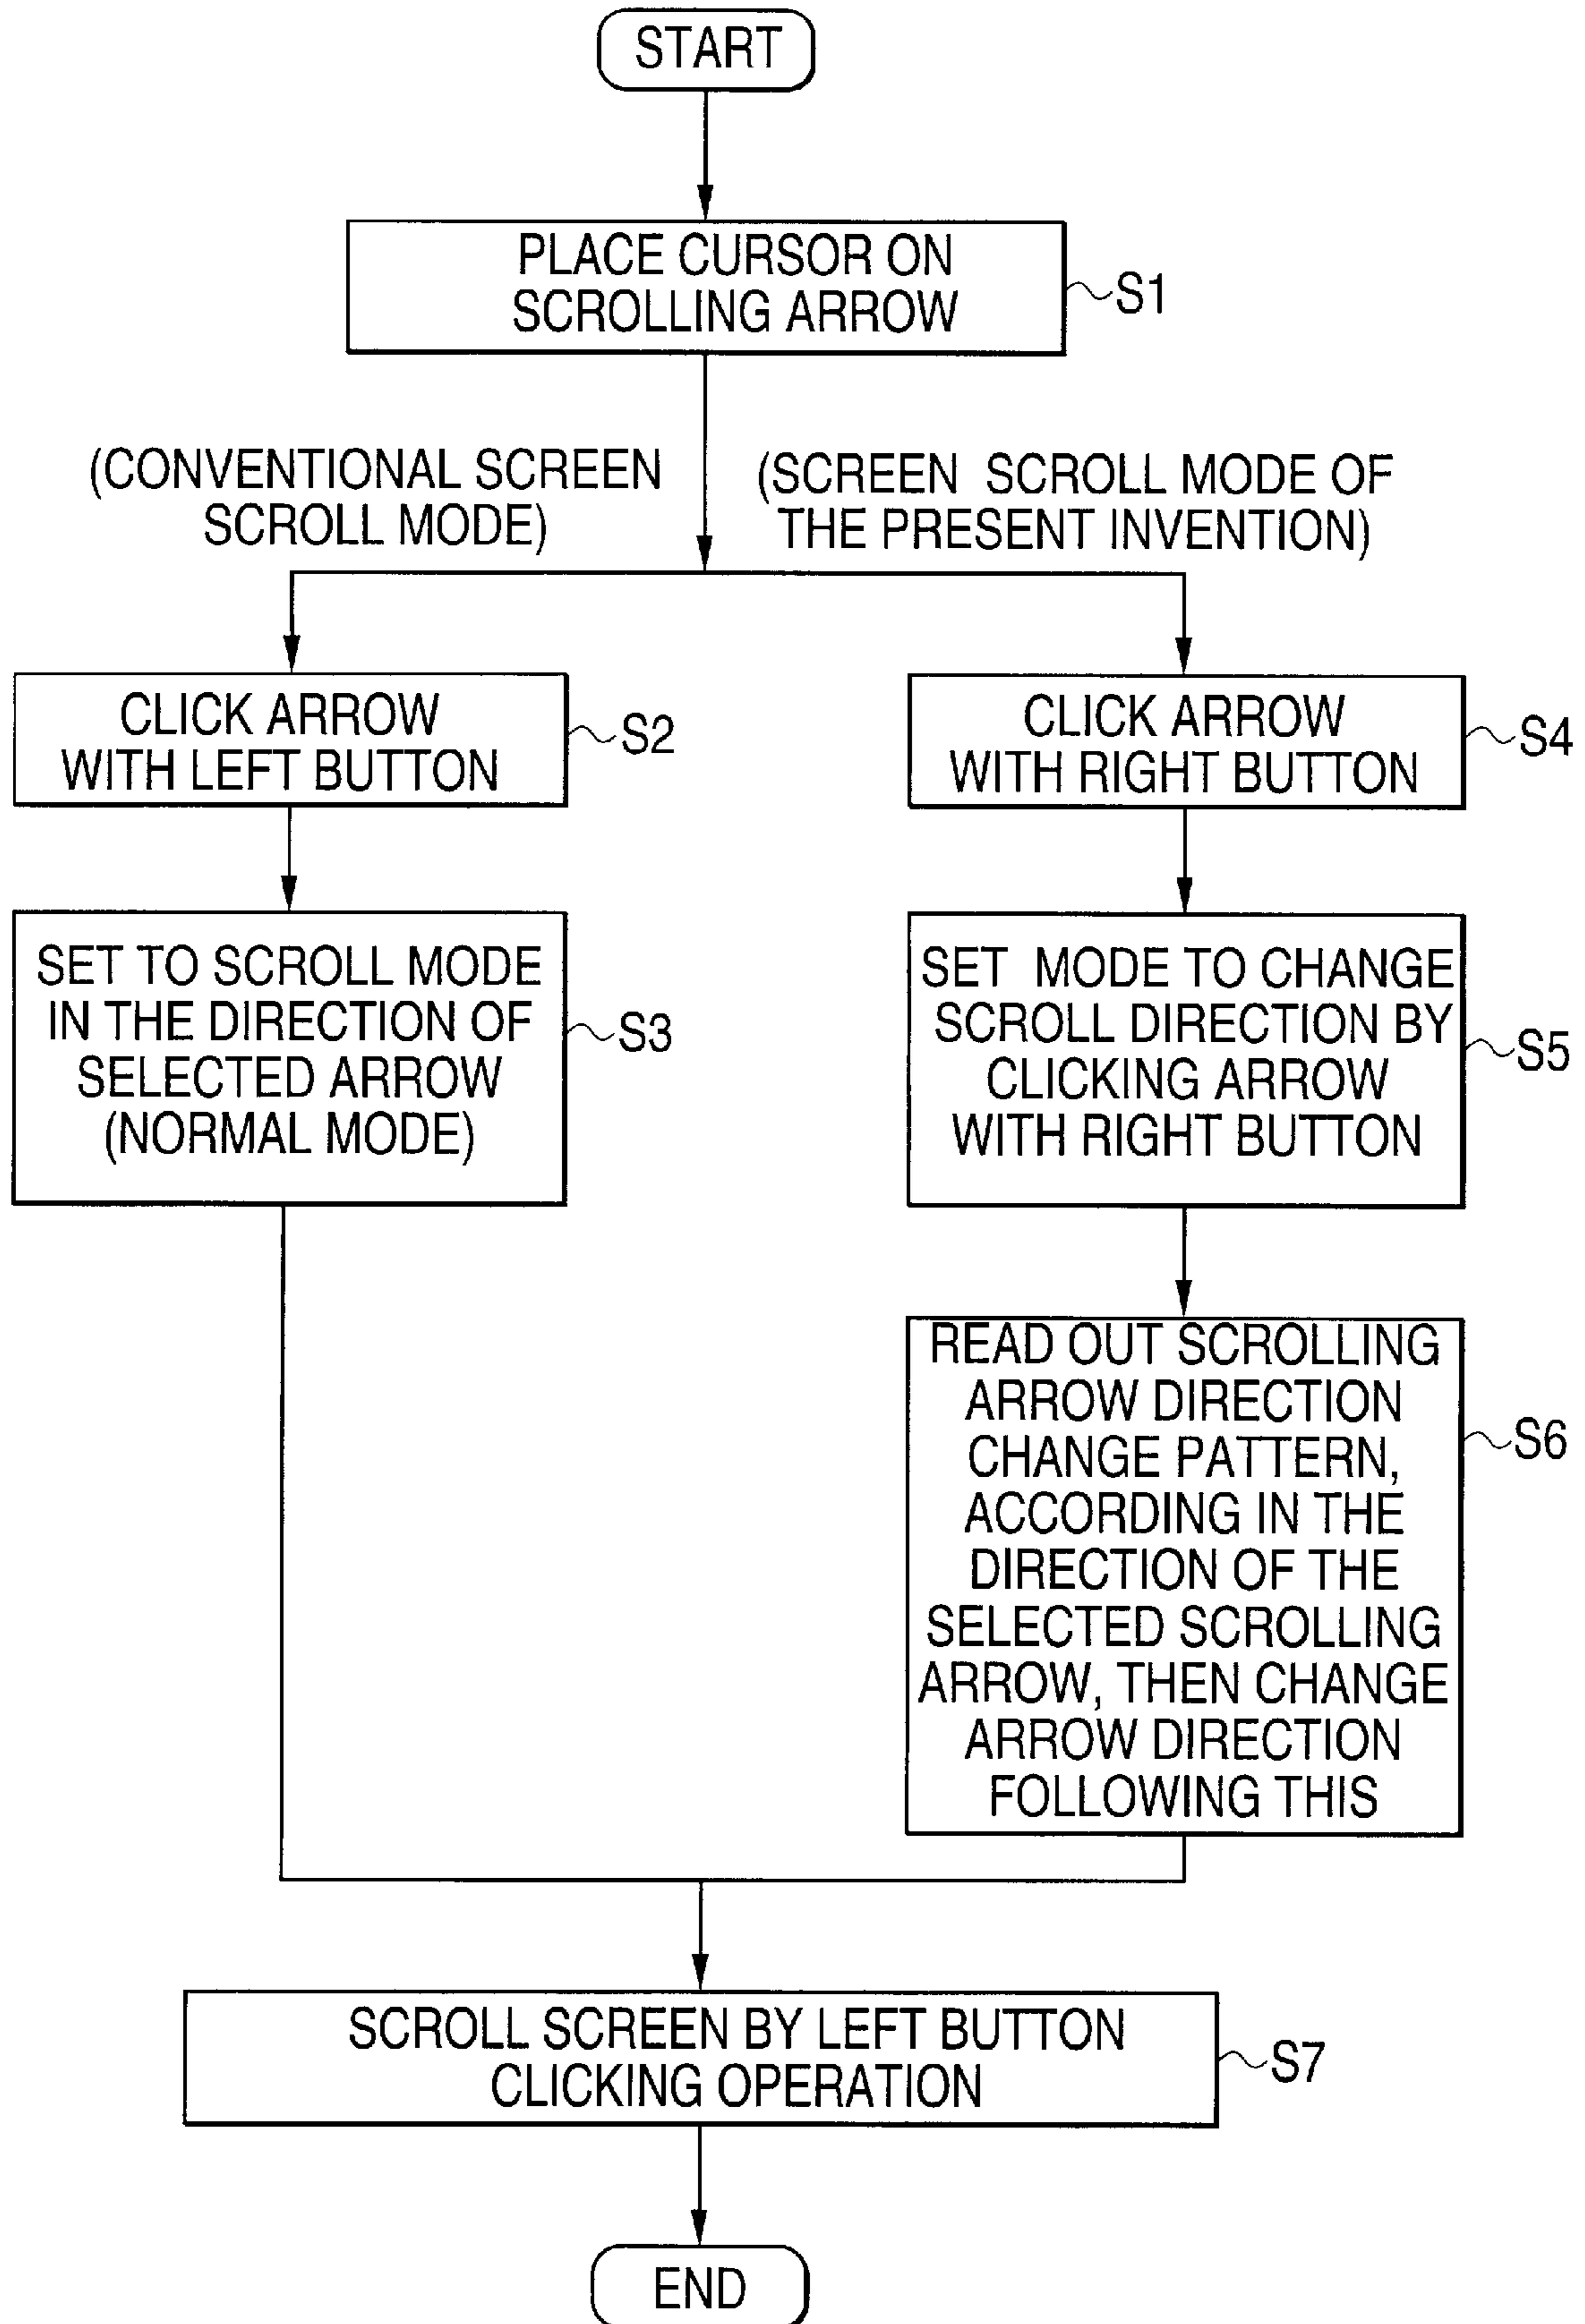 START
PLACE CURSOR ON
SCROLLING ARROW
S1
(CONVENTIONAL SCREEN
SCROLL MODE)
(SCREEN SCROLL MODE OF
THE PRESENT INVENTION)
CLICK ARROW
WITH LEFT BUTTON
S2
CLICK ARROW
WITH RIGHT BUTTON
S4
SET TO SCROLL MODE
IN THE DIRECTION OF
SELECTED ARROW
(NORMAL MODE)
S3
SET MODE TO CHANGE
SCROLL DIRECTION BY
CLICKING ARROW
WITH RIGHT BUTTON
S5
READ OUT SCROLLING
ARROW DIRECTION
CHANGE PATTERN,
ACCORDING IN THE
DIRECTION OF THE
SELECTED SCROLLING
ARROW, THEN CHANGE
ARROW DIRECTION
FOLLOWING THIS
S6
SCROLL SCREEN BY LEFT BUTTON
CLICKING OPERATION
S7
END